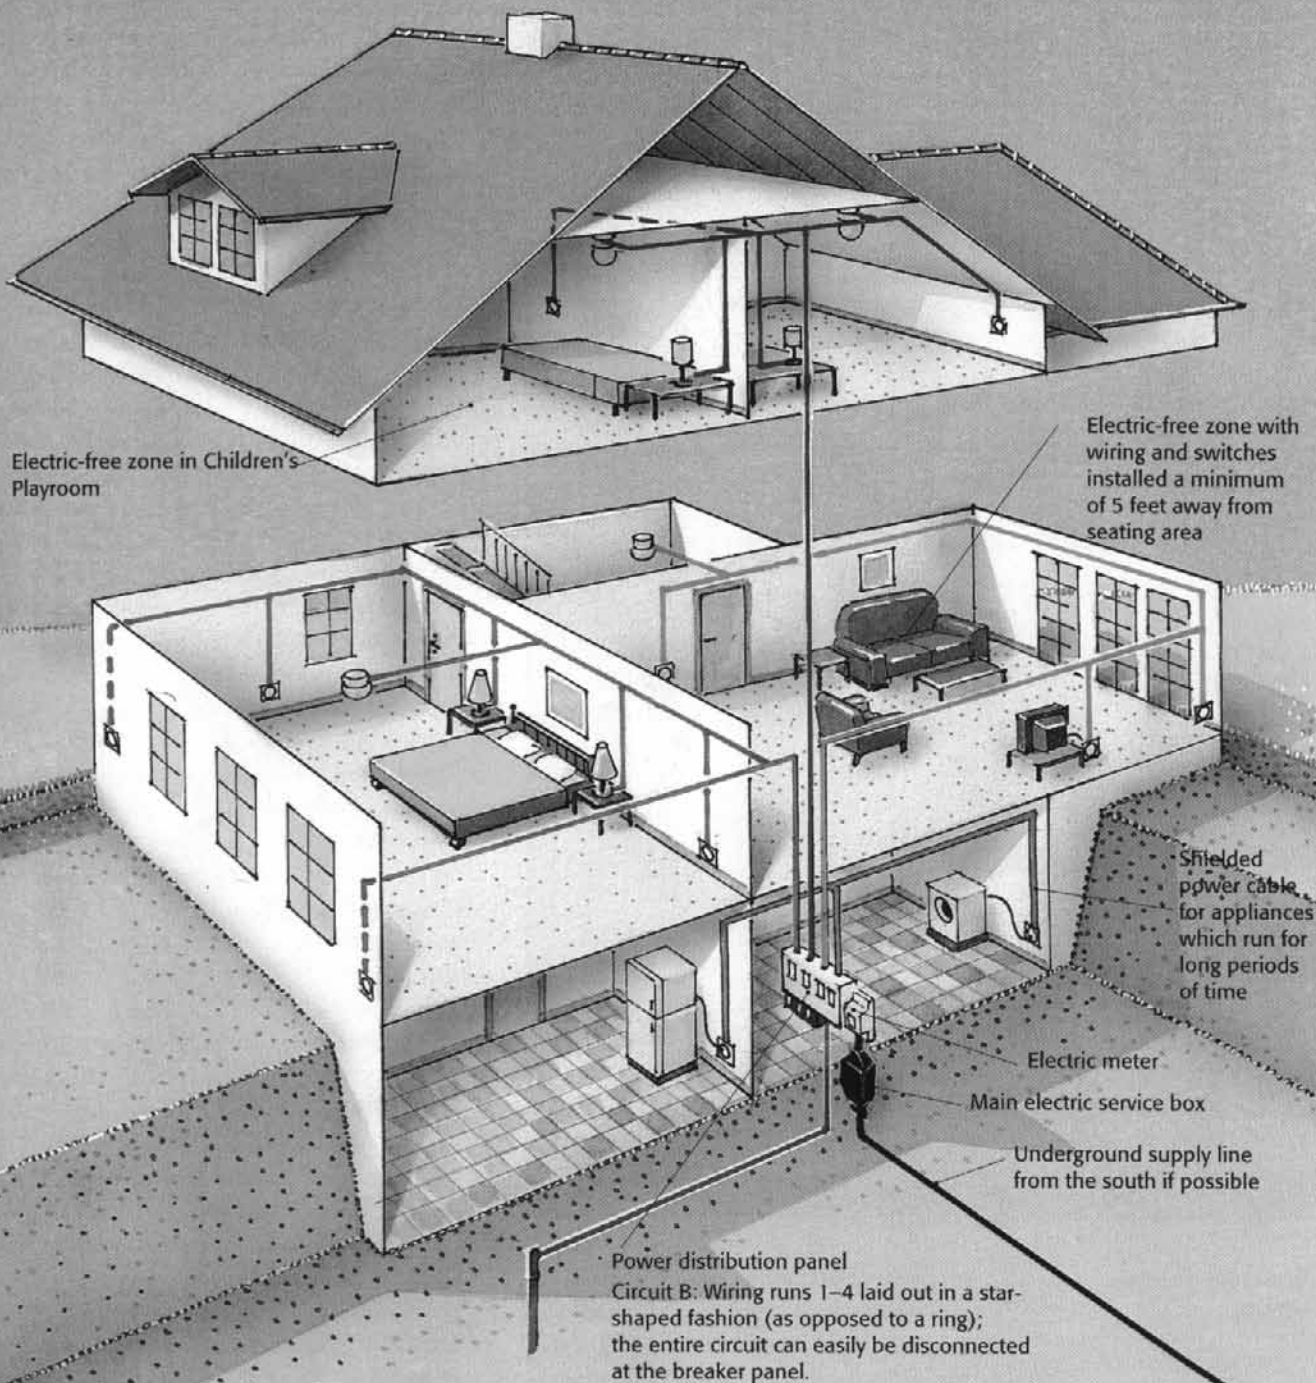 Electric-free zone in Children's
Playroom
Electric-free zone with
wiring and switches
installed a minimum
of 5 feet away from
seating area
Shielded
power cable
for appliances
which run for
long periods
of time
Electric meter
Main electric service box
Underground supply line
from the south if possible
Power distribution panel
Circuit B: Wiring runs 1–4 laid out in a star-
shaped fashion (as opposed to a ring);
the entire circuit can easily be disconnected
at the breaker panel.